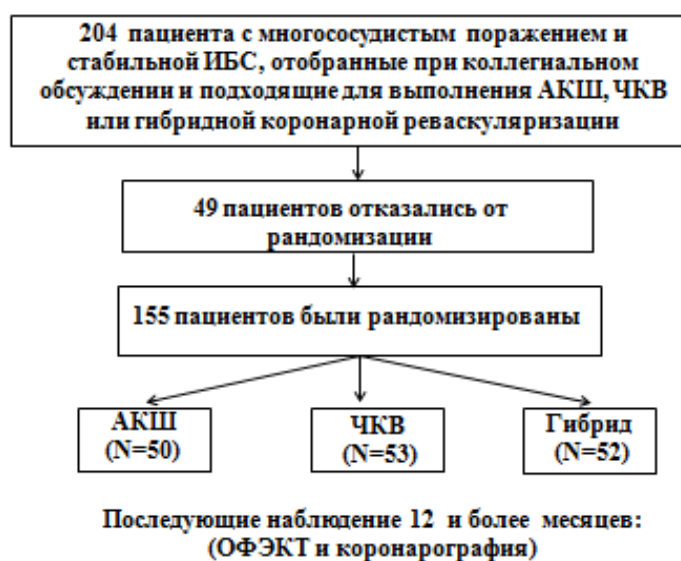 204 пациента с многососудистым поражением и
стабильной ИБС, отобранные при коллегиальном
обсуждении и подходящие для выполнения АКШ, ЧКВ
или гибридной коронарной реваскуляризации
49 пациентов отказались от
рандомизации
155 пациентов были рандомизированы
АКШ
(N=50)
ЧКВ
(N=53)
Гибрид
(N=52)
Последующие наблюдение 12 и более месяцев:
(ОФЭКТ и коронарография)